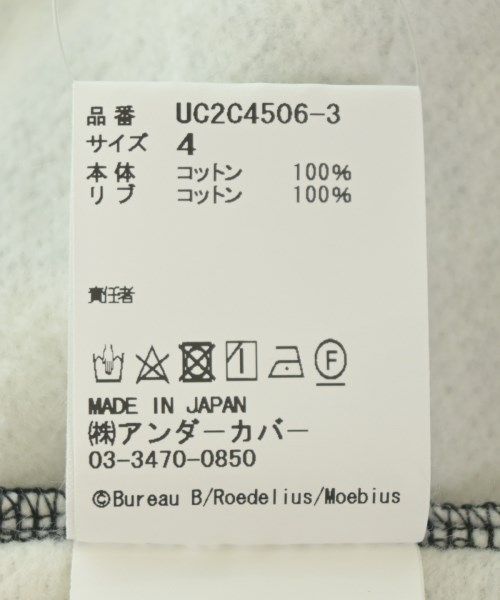 品番 UC2C4506-3
サイズ 4
本体 コットン 100%
リブ コットン 100%
責任者
F
MADE IN JAPAN
㈱アンダーカバー
03-3470-0850
©Bureau B/Roedelius/Moebius